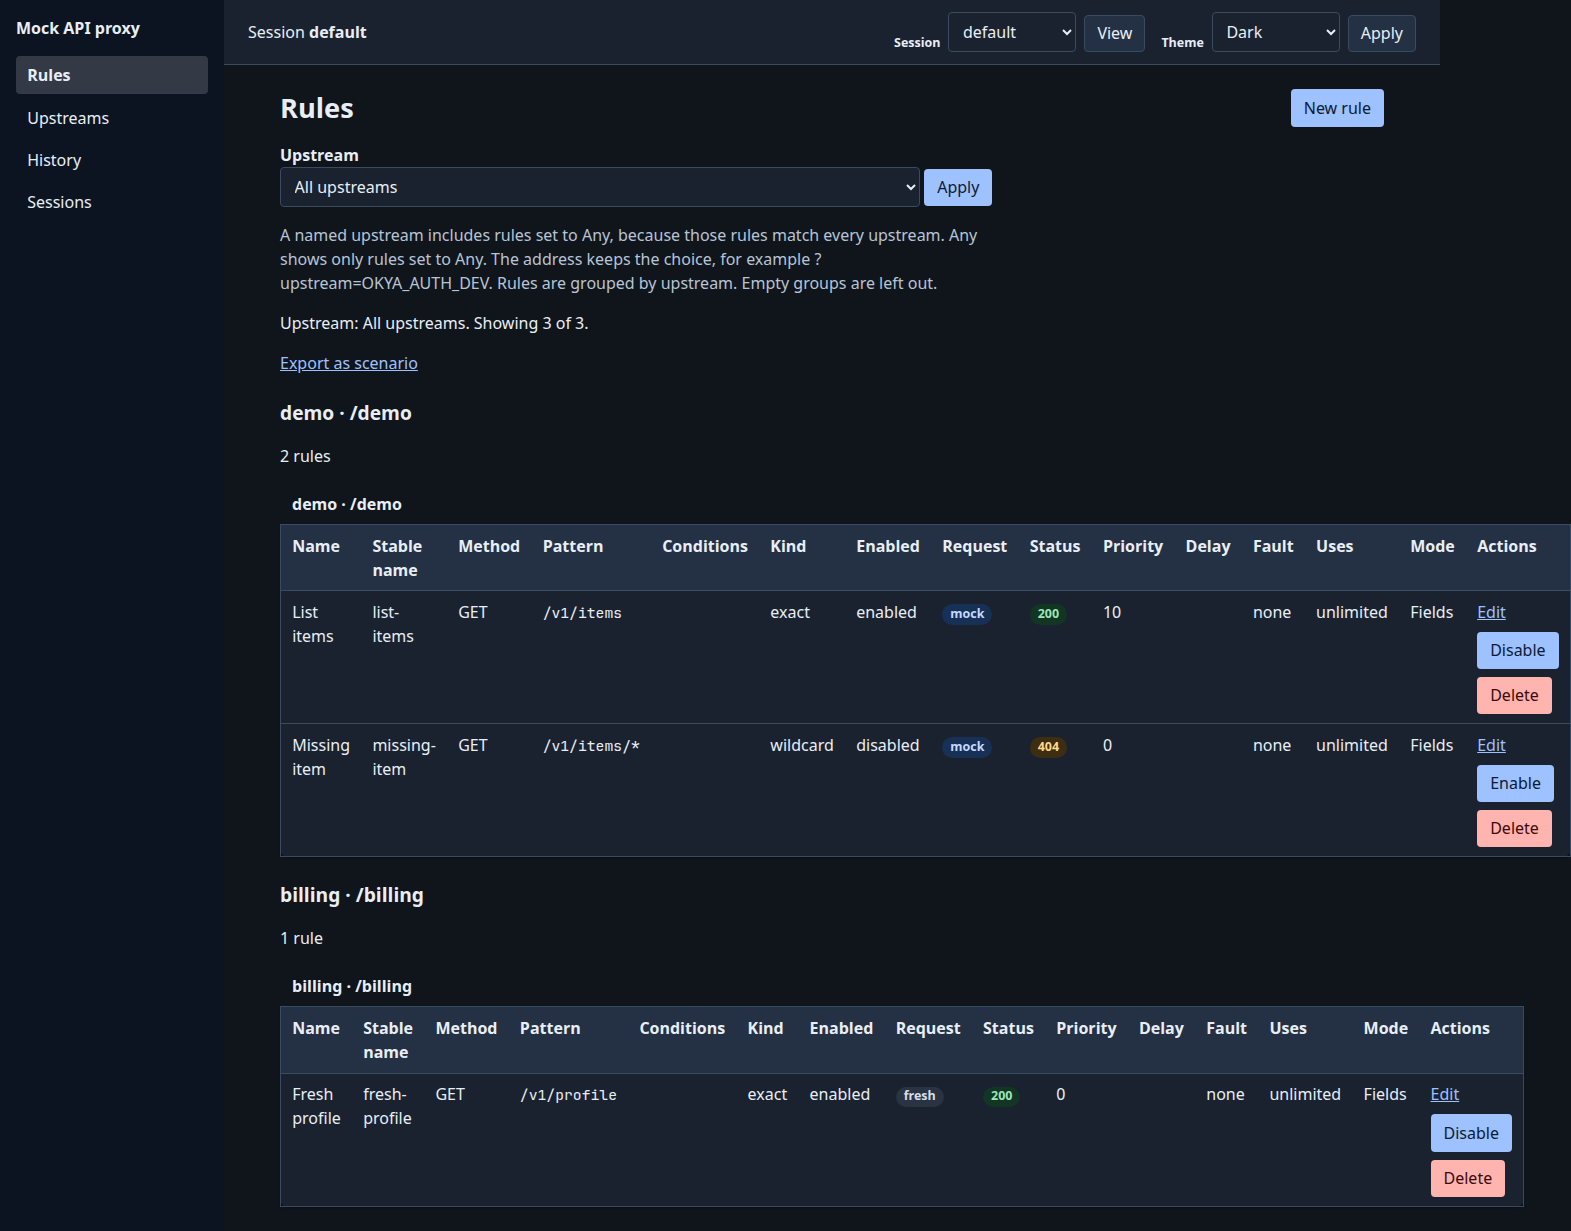 Mock API proxy
Rules
Upstreams
History
Sessions
Session default
Session
default
View
Theme
Dark
Apply
Rules
New rule
Upstream
All upstreams
Apply
A named upstream includes rules set to Any, because those rules match every upstream. Any
shows only rules set to Any. The address keeps the choice, for example ?
upstream=OKYA_AUTH_DEV. Rules are grouped by upstream. Empty groups are left out.
Upstream: All upstreams. Showing 3 of 3.
Export as scenario
demo · /demo
2 rules
demo · /demo
Name Stable name Method Pattern Conditions Kind Enabled Request Status Priority Delay Fault Uses Mode Actions
List items list-items GET /v1/items exact enabled mock 200 10 none unlimited Fields Edit
Disable
Delete
Missing item missing-item GET /v1/items/* wildcard disabled mock 404 0 none unlimited Fields Edit
Enable
Delete
billing · /billing
1 rule
billing · /billing
Name Stable name Method Pattern Conditions Kind Enabled Request Status Priority Delay Fault Uses Mode Actions
Fresh profile fresh-profile GET /v1/profile exact enabled fresh 200 0 none unlimited Fields Edit
Disable
Delete